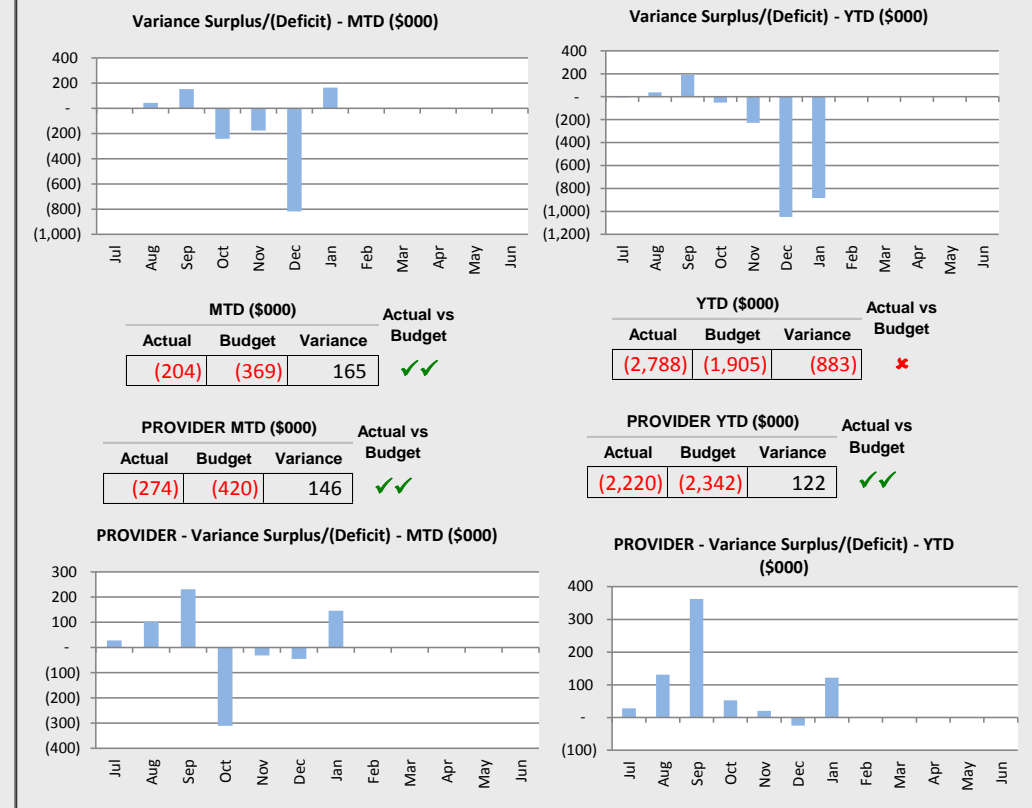 Variance Surplus/(Deficit) - MTD ($000)
400
200
-
(200)
(400)
(600)
(800)
(1,000)
Jul Aug Sep Oct Nov Dec Jan Feb Mar Apr May Jun
Variance Surplus/(Deficit) - YTD ($000)
400
200
-
(200)
(400)
(600)
(800)
(1,000)
(1,200)
Jul Aug Sep Oct Nov Dec Jan Feb Mar Apr May Jun
MTD ($000)
Actual vs
Budget
Actual Budget Variance
(204) (369) 165 ✓✓
YTD ($000)
Actual vs
Budget
Actual Budget Variance
(2,788) (1,905) (883) ✘
PROVIDER MTD ($000)
Actual vs
Budget
Actual Budget Variance
(274) (420) 146 ✓✓
PROVIDER YTD ($000)
Actual vs
Budget
Actual Budget Variance
(2,220) (2,342) 122 ✓✓
PROVIDER - Variance Surplus/(Deficit) - MTD ($000)
300
200
100
-
(100)
(200)
(300)
(400)
Jul Aug Sep Oct Nov Dec Jan Feb Mar Apr May Jun
PROVIDER - Variance Surplus/(Deficit) - YTD
($000)
400
300
200
100
-
(100)
Jul Aug Sep Oct Nov Dec Jan Feb Mar Apr May Jun